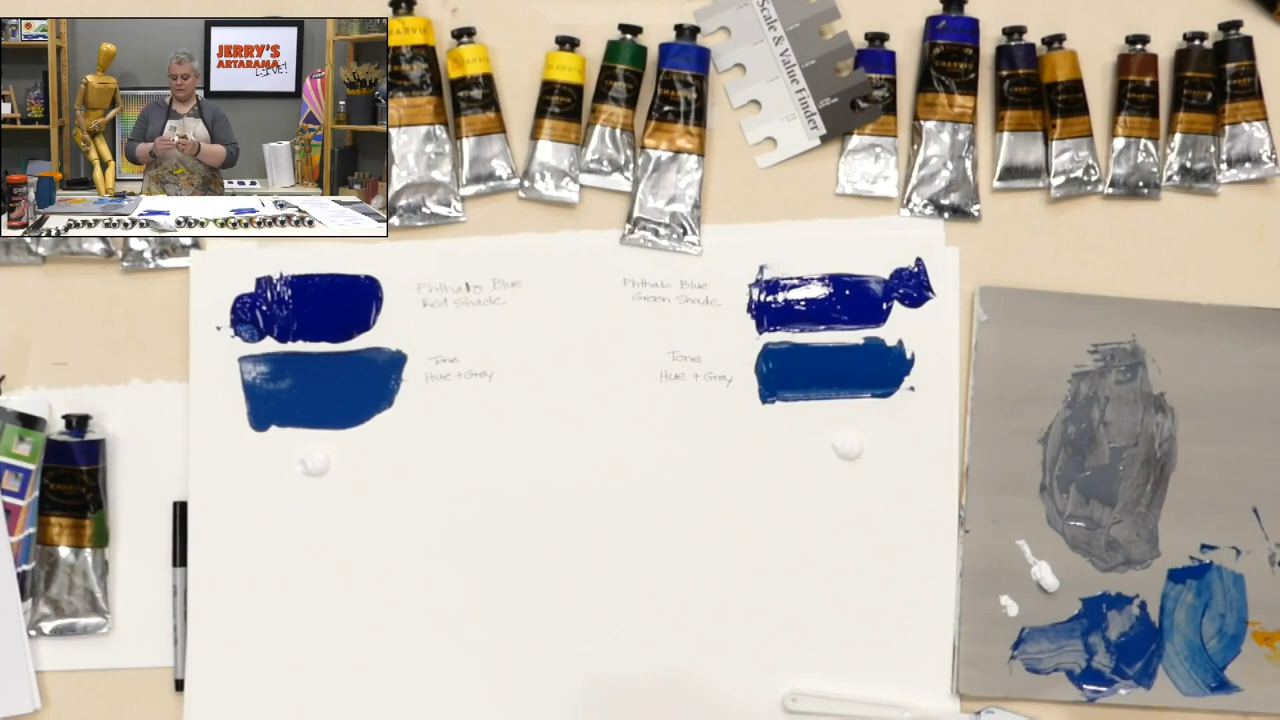 JERRY'S
ARTARAMA
LIVE!
Scale & Value Finder
Phthalo Blue
Red Shade
Phthalo Blue
Green Shade
Tone
Hue + Grey
Tone
Hue + Grey